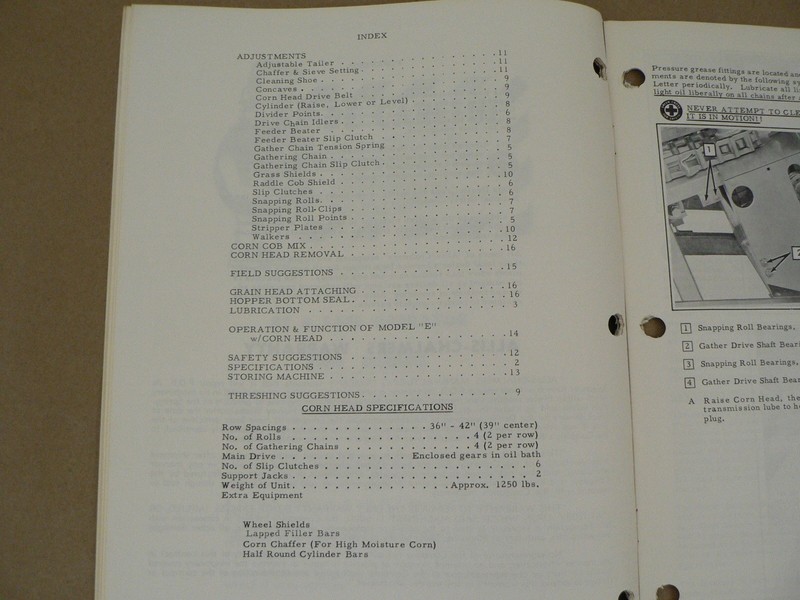 INDEX
ADJUSTMENTS . . . . . . . . . . . . . . . . 11
Adjustable Tailer . . . . . . . . . . . . 11
Chaffer & Sieve Setting . . . . . . . . . . 11
Cleaning Shoe . . . . . . . . . . . . . 9
Concaves . . . . . . . . . . . . . . 9
Corn Head Drive Belt . . . . . . . . . . 9
Cylinder (Raise, Lower or Level) . . . . . . . 8
Divider Points . . . . . . . . . . . . . 6
Drive Chain Idlers . . . . . . . . . . . . 8
Feeder Beater . . . . . . . . . . . . . 8
Feeder Beater Slip Clutch . . . . . . . . . 7
Gather Chain Tension Spring . . . . . . . . 5
Gathering Chain . . . . . . . . . . . . . 5
Gathering Chain Slip Clutch . . . . . . . . . 5
Grass Shields . . . . . . . . . . . . . 10
Raddle Cob Shield . . . . . . . . . . . . 6
Slip Clutches . . . . . . . . . . . . . 6
Snapping Rolls . . . . . . . . . . . . . 7
Snapping Roll-Clips . . . . . . . . . . . 7
Snapping Roll Points . . . . . . . . . . . 5
Stripper Plates . . . . . . . . . . . . . 10
Walkers . . . . . . . . . . . . . . . 12
CORN COB MIX . . . . . . . . . . . . . . 16
CORN HEAD REMOVAL . . . . . . . . . . . .
FIELD SUGGESTIONS . . . . . . . . . . . . 15
GRAIN HEAD ATTACHING . . . . . . . . . . 16
HOPPER BOTTOM SEAL . . . . . . . . . . . 16
LUBRICATION . . . . . . . . . . . . . . 3
OPERATION & FUNCTION OF MODEL "E"
w/CORN HEAD . . . . . . . . . . . . . 14
SAFETY SUGGESTIONS . . . . . . . . . . . 12
SPECIFICATIONS . . . . . . . . . . . . . 2
STORING MACHINE . . . . . . . . . . . . . 13
THRESHING SUGGESTIONS . . . . . . . . . . . 9
CORN HEAD SPECIFICATIONS
Row Spacings . . . . . . . . . . . . 36" - 42" (39" center)
No. of Rolls . . . . . . . . . . . . . 4 (2 per row)
No. of Gathering Chains . . . . . . . . . . 4 (2 per row)
Main Drive . . . . . . . . . . . Enclosed gears in oil bath
No. of Slip Clutches . . . . . . . . . . . . . . . 6
Support Jacks . . . . . . . . . . . . . . . . . 2
Weight of Unit . . . . . . . . . . . . Approx. 1250 lbs.
Extra Equipment
Wheel Shields
Lapped Filler Bars
Corn Chaffer (For High Moisture Corn)
Half Round Cylinder Bars
Pressure grease fittings are located an
ments are denoted by the following
Letter periodically. Lubricate all
light oil liberally on all chains after
NEVER ATTEMPT TO CLE
IT IS IN MOTION!!
1
2
1 Snapping Roll Bearings,
2 Gather Drive Shaft Bear
3 Snapping Roll Bearings,
4 Gather Drive Shaft Bear
A Raise Corn Head, the
transmission lube to
plug.